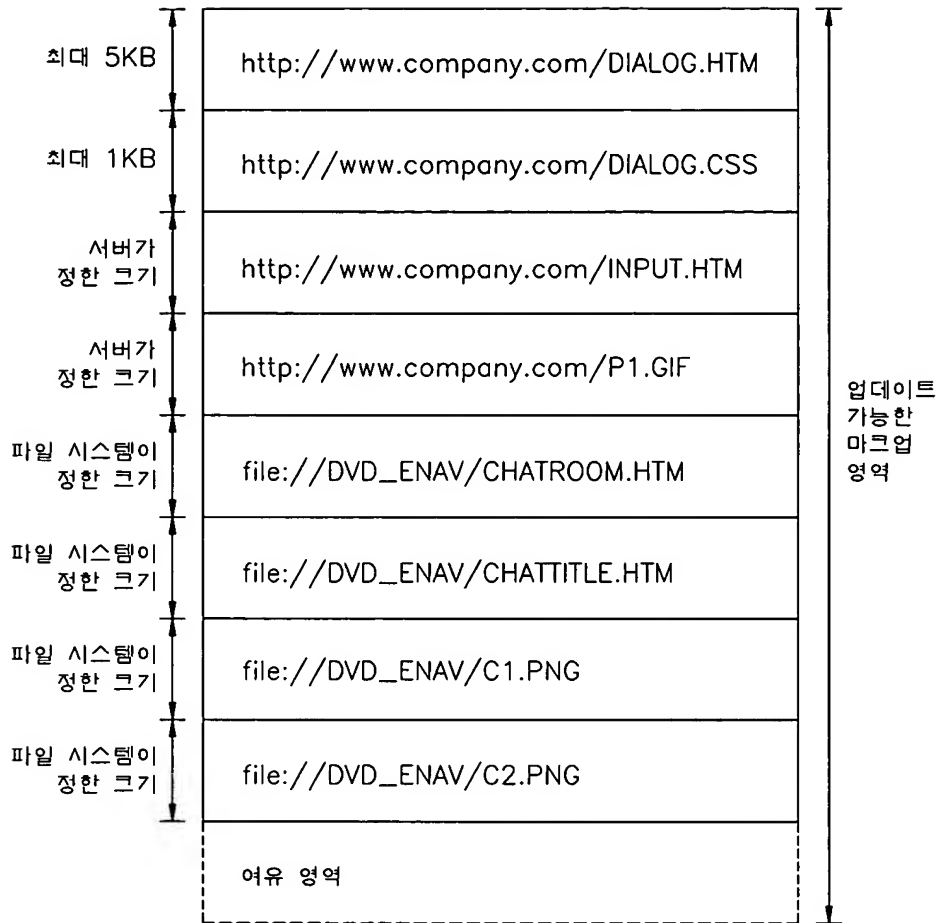 최대 5KB
http://www.company.com/DIALOG.HTM
최대 1KB
http://www.company.com/DIALOG.CSS
서버가
정한 크기
http://www.company.com/INPUT.HTM
서버가
정한 크기
http://www.company.com/P1.GIF
파일 시스템이
정한 크기
file://DVD_ENAV/CHATROOM.HTM
파일 시스템이
정한 크기
file://DVD_ENAV/CHATTITLE.HTM
파일 시스템이
정한 크기
file://DVD_ENAV/C1.PNG
파일 시스템이
정한 크기
file://DVD_ENAV/C2.PNG
여유 영역
업데이트
가능한
마크업
영역